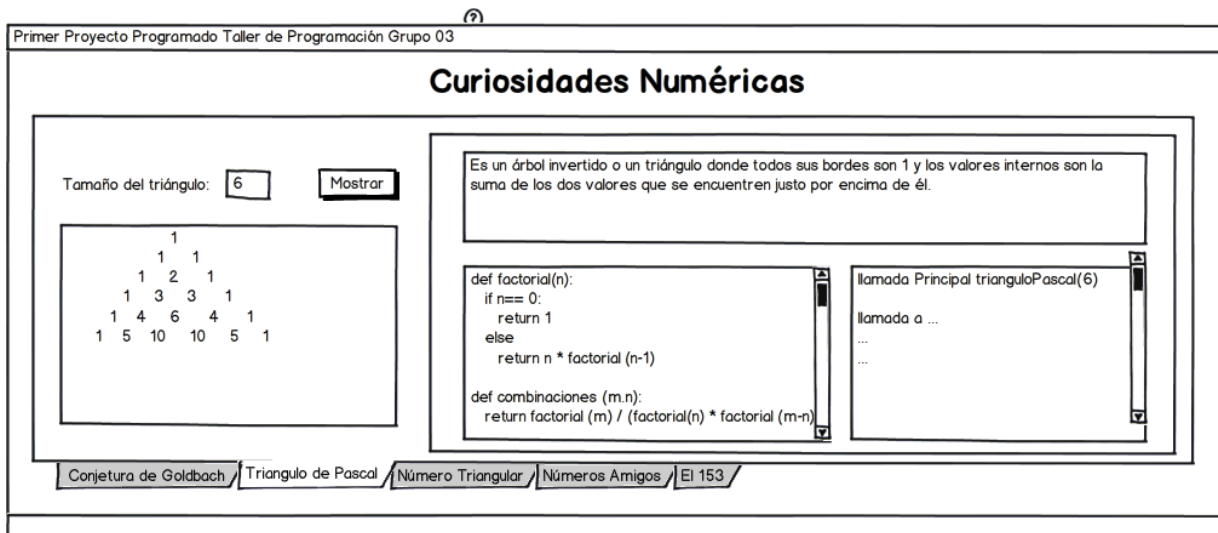 ?
Primer Proyecto Programado Taller de Programación Grupo 03
Curiosidades Numéricas
Tamaño del triángulo: 6 Mostrar
1
1 1
1 2 1
1 3 3 1
1 4 6 4 1
1 5 10 10 5 1
Es un árbol invertido o un triángulo donde todos sus bordes son 1 y los valores internos son la
suma de los dos valores que se encuentren justo por encima de él.
def factorial(n):
if n== 0:
return 1
else
return n * factorial (n-1)
def combinaciones (m.n):
return factorial (m) / (factorial(n) * factorial (m-n)
llamada Principal trianguloPascal(6)
llamada a ...
...
...
Conjetura de Goldbach Triangulo de Pascal Número Triangular Números Amigos El 153